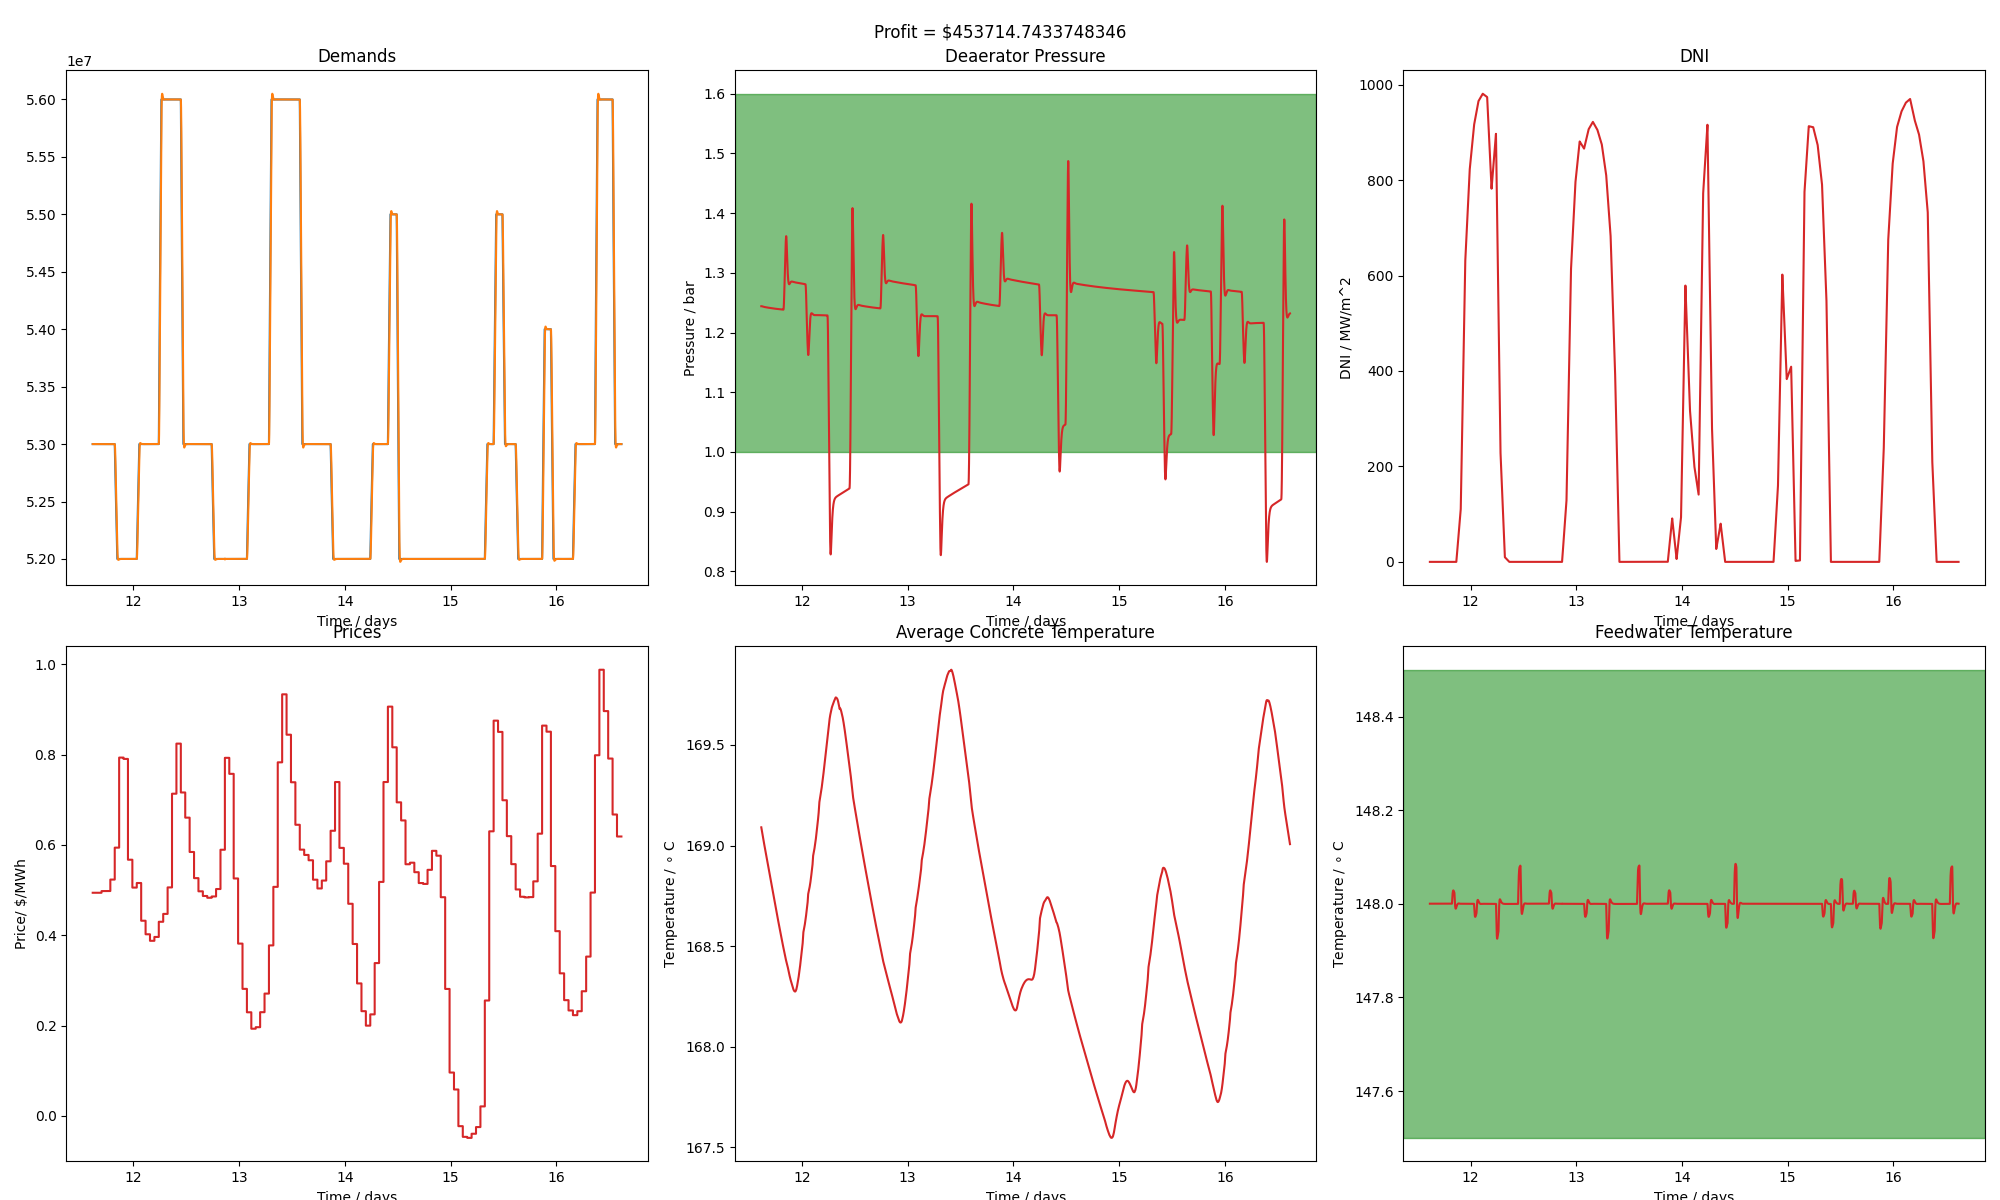 Profit = $453714.7433748346
Demands
1e7
5.60
5.55
5.50
5.45
5.40
5.35
5.30
5.25
5.20
12 13 14 15 16
Time / days
Deaerator Pressure
Pressure / bar
1.6
1.5
1.4
1.3
1.2
1.1
1.0
0.9
0.8
12 13 14 15 16
Time / days
DNI
DNI / MW/m^2
1000
800
600
400
200
0
12 13 14 15 16
Time / days
Prices
Price/ $/MWh
1.0
0.8
0.6
0.4
0.2
0.0
12 13 14 15 16
Time / days
Average Concrete Temperature
Temperature / ∘ C
169.5
169.0
168.5
168.0
167.5
12 13 14 15 16
Time / days
Feedwater Temperature
Temperature / ∘ C
148.4
148.2
148.0
147.8
147.6
12 13 14 15 16
Time / days